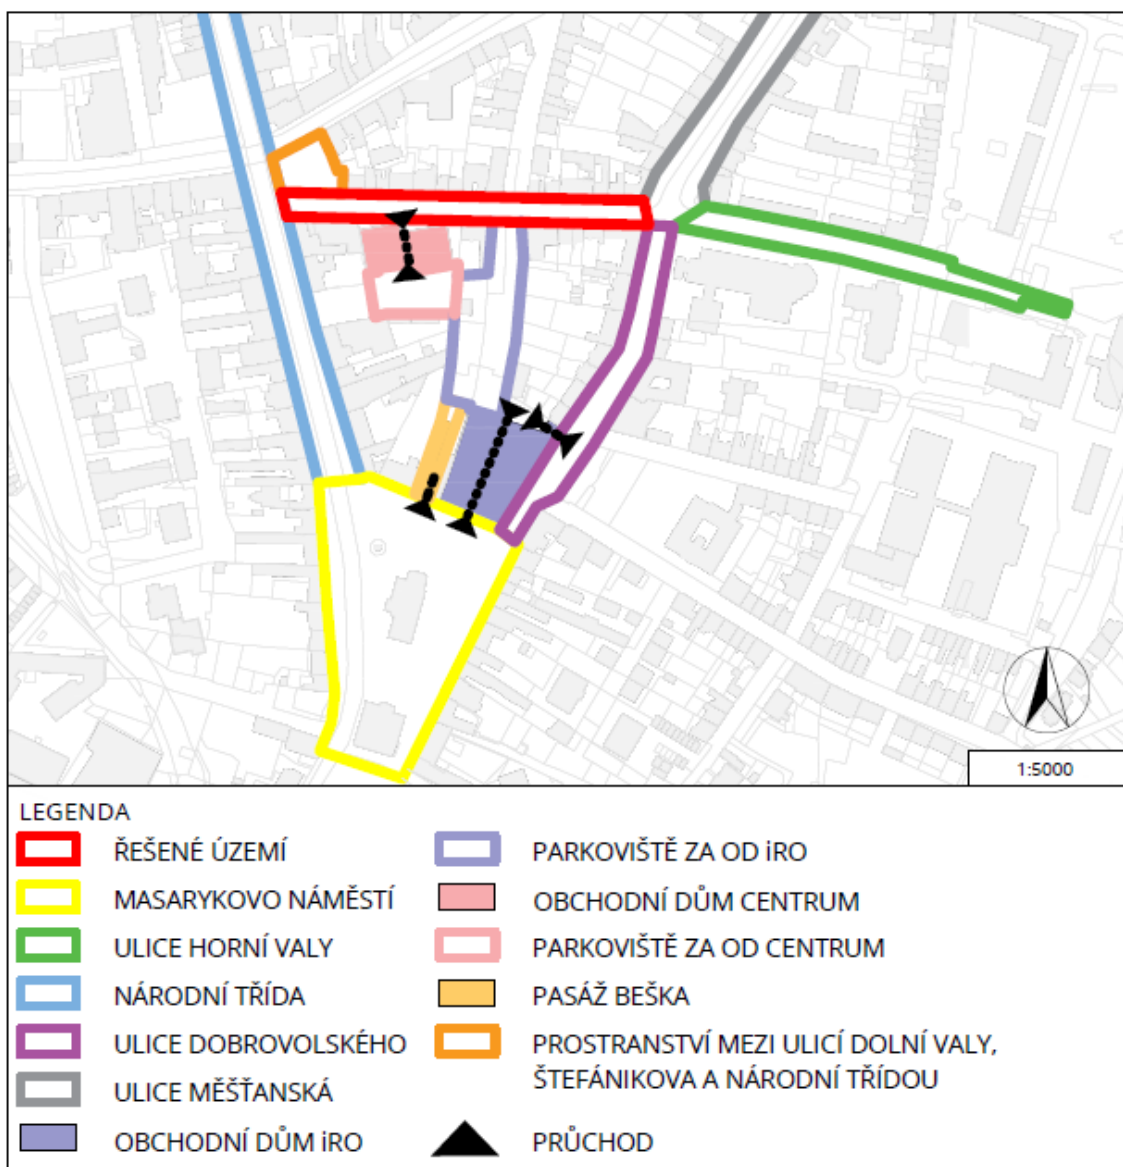 1:5000
LEGENDA
ŘEŠENÉ ÚZEMÍ
MASARYKOVO NÁMĚSTÍ
ULICE HORNÍ VALY
NÁRODNÍ TŘÍDA
ULICE DOBROVOLSKÉHO
ULICE MĚŠŤANSKÁ
OBCHODNÍ DŮM iRO
PARKOVIŠTĚ ZA OD iRO
OBCHODNÍ DŮM CENTRUM
PARKOVIŠTĚ ZA OD CENTRUM
PASÁŽ BEŠKA
PROSTRANSTVÍ MEZI ULICÍ DOLNÍ VALY,
ŠTEFÁNIKOVA A NÁRODNÍ TŘÍDOU
PRŮCHOD